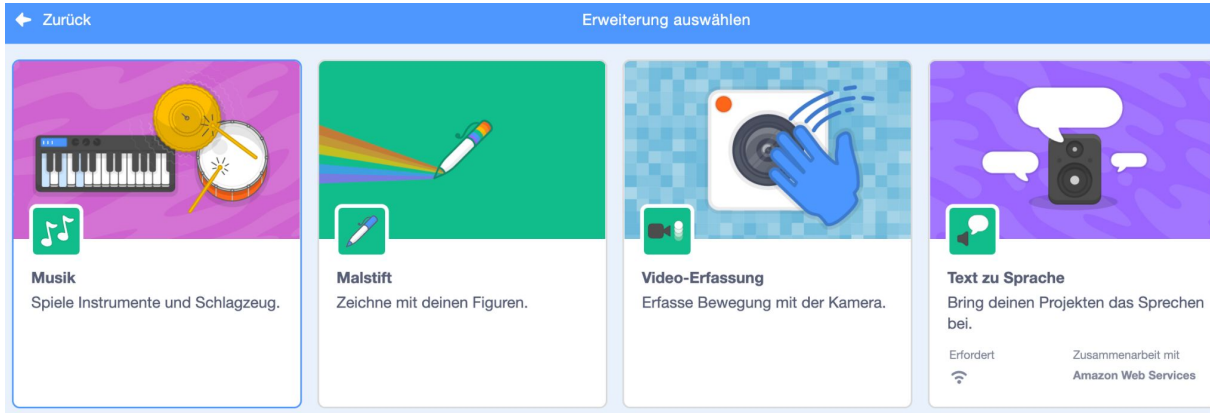 Zurück
Erweiterung auswählen
Musik
Spiele Instrumente und Schlagzeug.
Malstift
Zeichne mit deinen Figuren.
Video-Erfassung
Erfasse Bewegung mit der Kamera.
Text zu Sprache
Bring deinen Projekten das Sprechen
bei.
Erfordert
Zusammenarbeit mit
Amazon Web Services